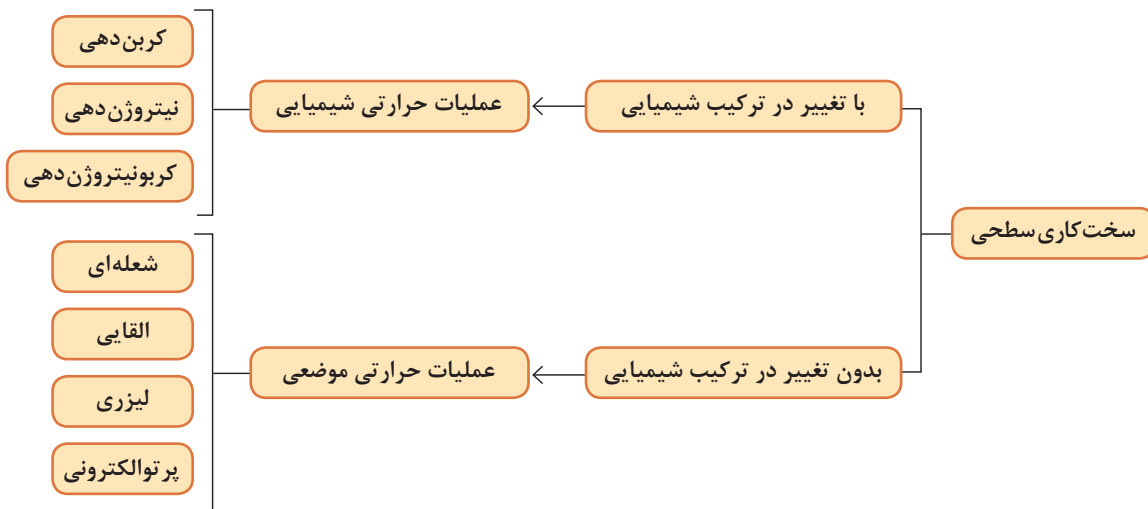 سخت‌کاری سطحی
با تغییر در ترکیب شیمیایی
عملیات حرارتی شیمیایی
کربن‌دهی
نیتروژن‌دهی
کربونیتروژن‌دهی
بدون تغییر در ترکیب شیمیایی
عملیات حرارتی موضعی
شعله‌ای
القایی
لیزری
پرتوالکترونی